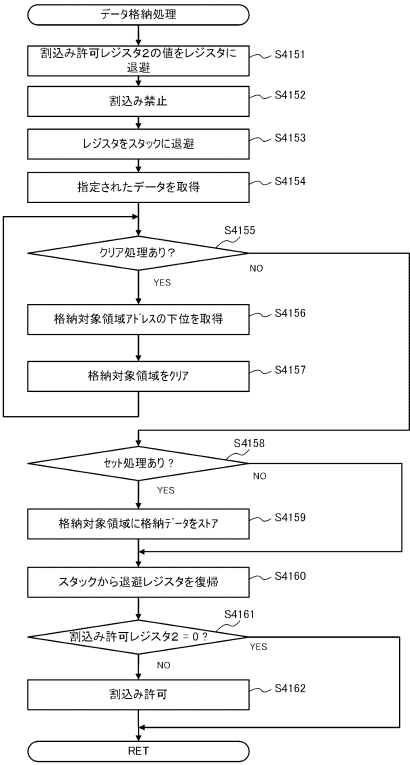 データ格納処理
割込み許可レジスタ2の値をレジスタに
退避
S4151
割込み禁止
S4152
レジスタをスタックに退避
S4153
指定されたデータを取得
S4154
クリア処理あり?
S4155
NO
YES
格納対象領域アドレスの下位を取得
S4156
格納対象領域をクリア
S4157
セット処理あり?
S4158
NO
YES
格納対象領域に格納データをストア
S4159
スタックから退避レジスタを復帰
S4160
割込み許可レジスタ2=0?
S4161
YES
NO
割込み許可
S4162
RET